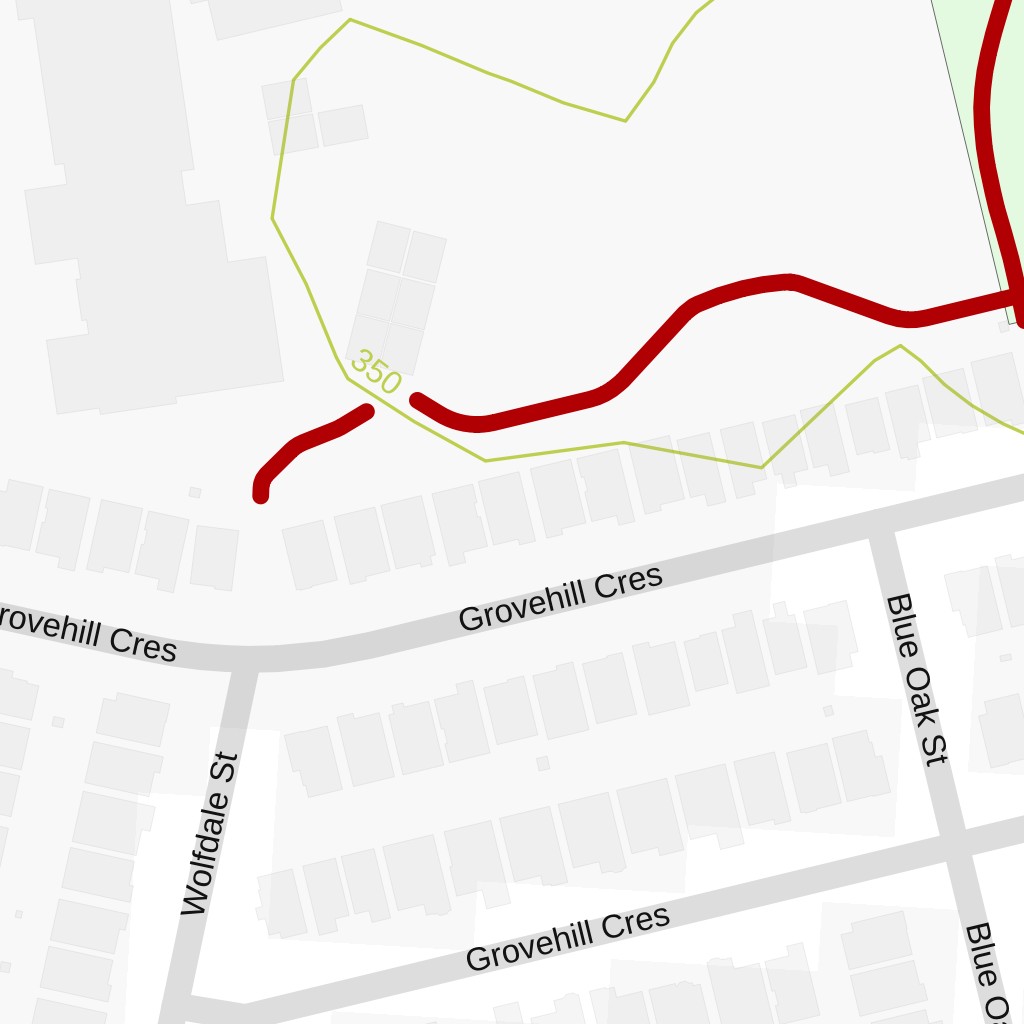 350
Grovehill Cres
rovehill Cres
Blue Oak St
Wolfdale St
Grovehill Cres
Blue Oa